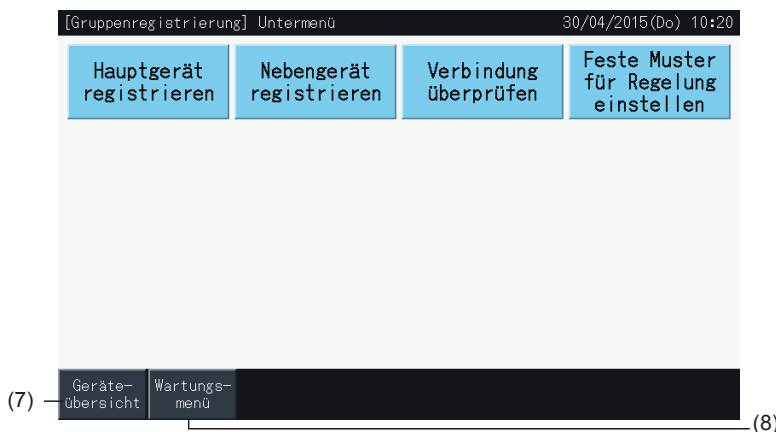 [Gruppenregistrierung] Untermenü 30/04/2015(Do) 10:20
Hauptgerät
registrieren
Nebengerät
registrieren
Verbindung
überprüfen
Feste Muster
für Regelung
einstellen
(7)
Geräte-
übersicht
Wartungs-
menü
(8)